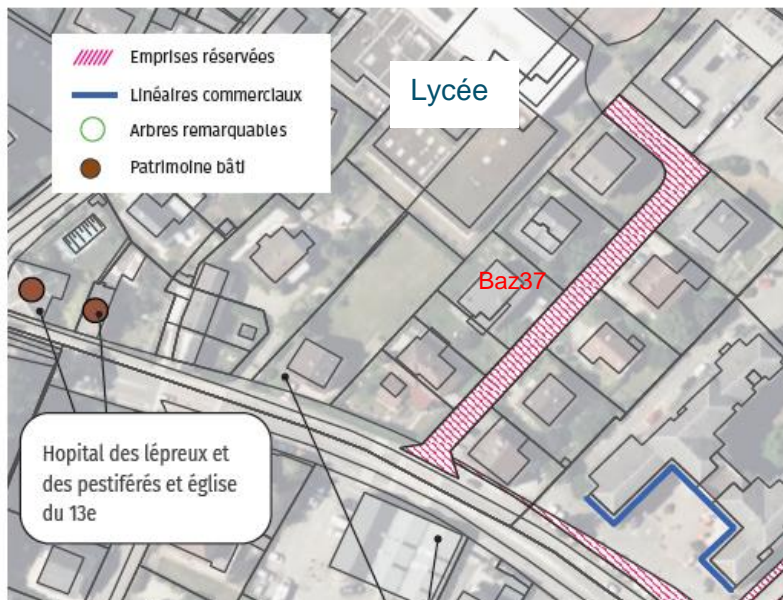 Emprises réservées
Linéaires commerciaux
Arbres remarquables
Patrimoine bâti
Lycée
Baz37
Hopital des lépreux et
des pestiférés et église
du 13e